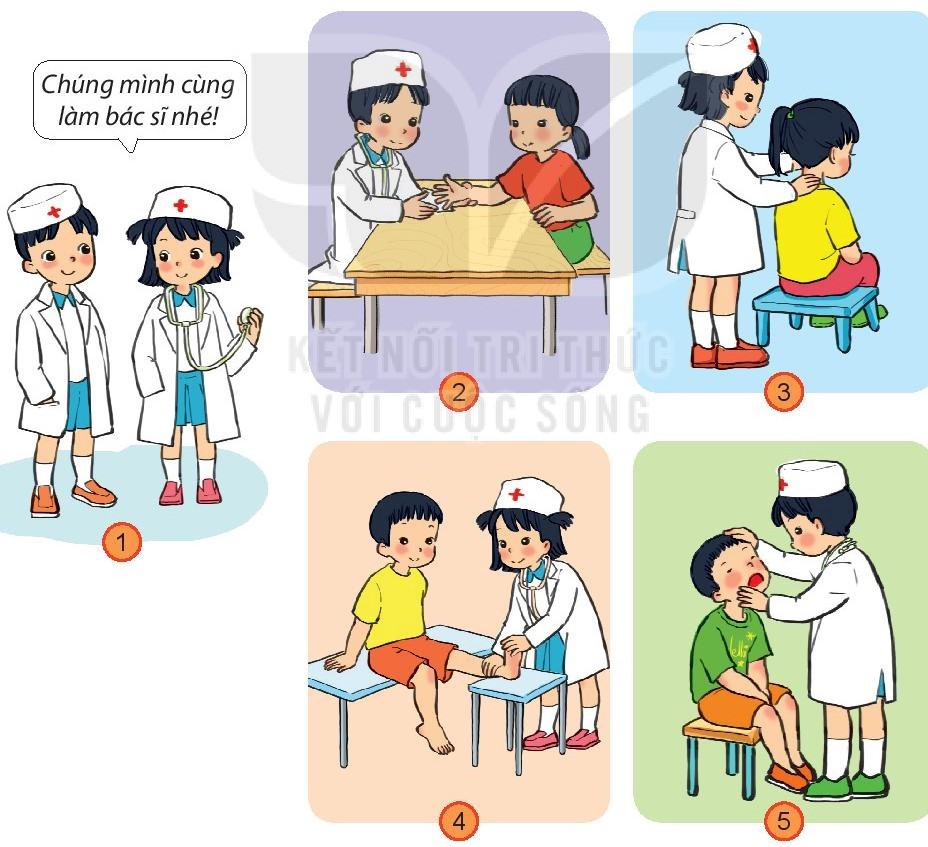 Chúng mình cùng
làm bác sĩ nhé!
KẾT NỐI TRI THỨC
VỚI CUỘC SỐNG
1
2
3
4
5
hello